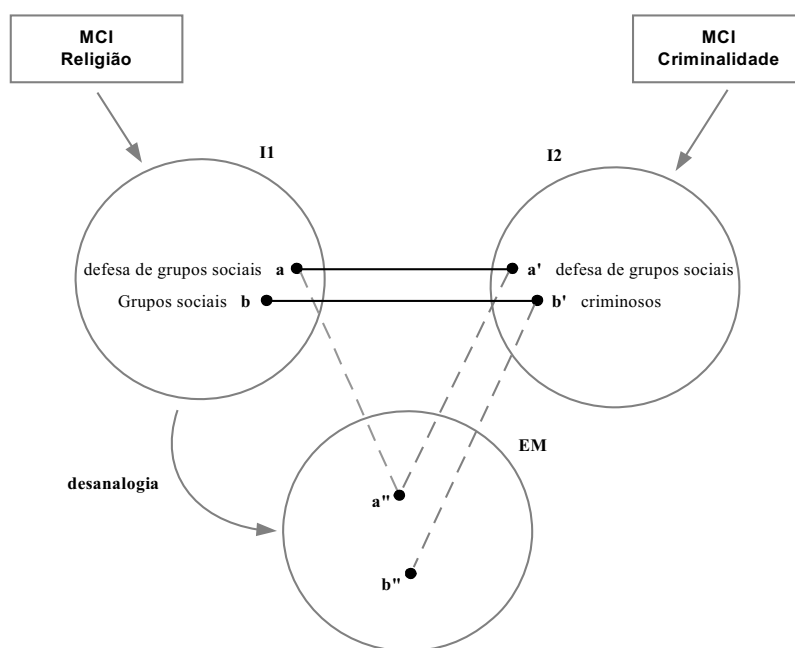 MCI
Religião
MCI
Criminalidade
I1
I2
defesa de grupos sociais a
a' defesa de grupos sociais
Grupos sociais b
b' criminosos
EM
desanalogia
a"
b"